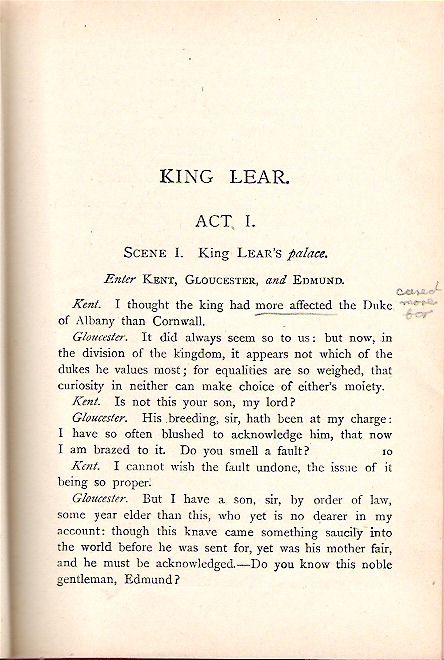 KING LEAR.
ACT I.
SCENE I. King LEAR'S palace.
Enter KENT, GLOUCESTER, and EDMUND.
Kent. I thought the king had more affected the Duke
of Albany than Cornwall.
cared
more
for
Gloucester. It did always seem so to us: but now, in
the division of the kingdom, it appears not which of the
dukes he values most; for equalities are so weighed, that
curiosity in neither can make choice of either's moiety.
Kent. Is not this your son, my lord?
Gloucester. His breeding, sir, hath been at my charge:
I have so often blushed to acknowledge him, that now
I am brazed to it. Do you smell a fault? 10
Kent. I cannot wish the fault undone, the issue of it
being so proper.
Gloucester. But I have a son, sir, by order of law,
some year elder than this, who yet is no dearer in my
account: though this knave came something saucily into
the world before he was sent for, yet was his mother fair,
and he must be acknowledged.—Do you know this noble
gentleman, Edmund?